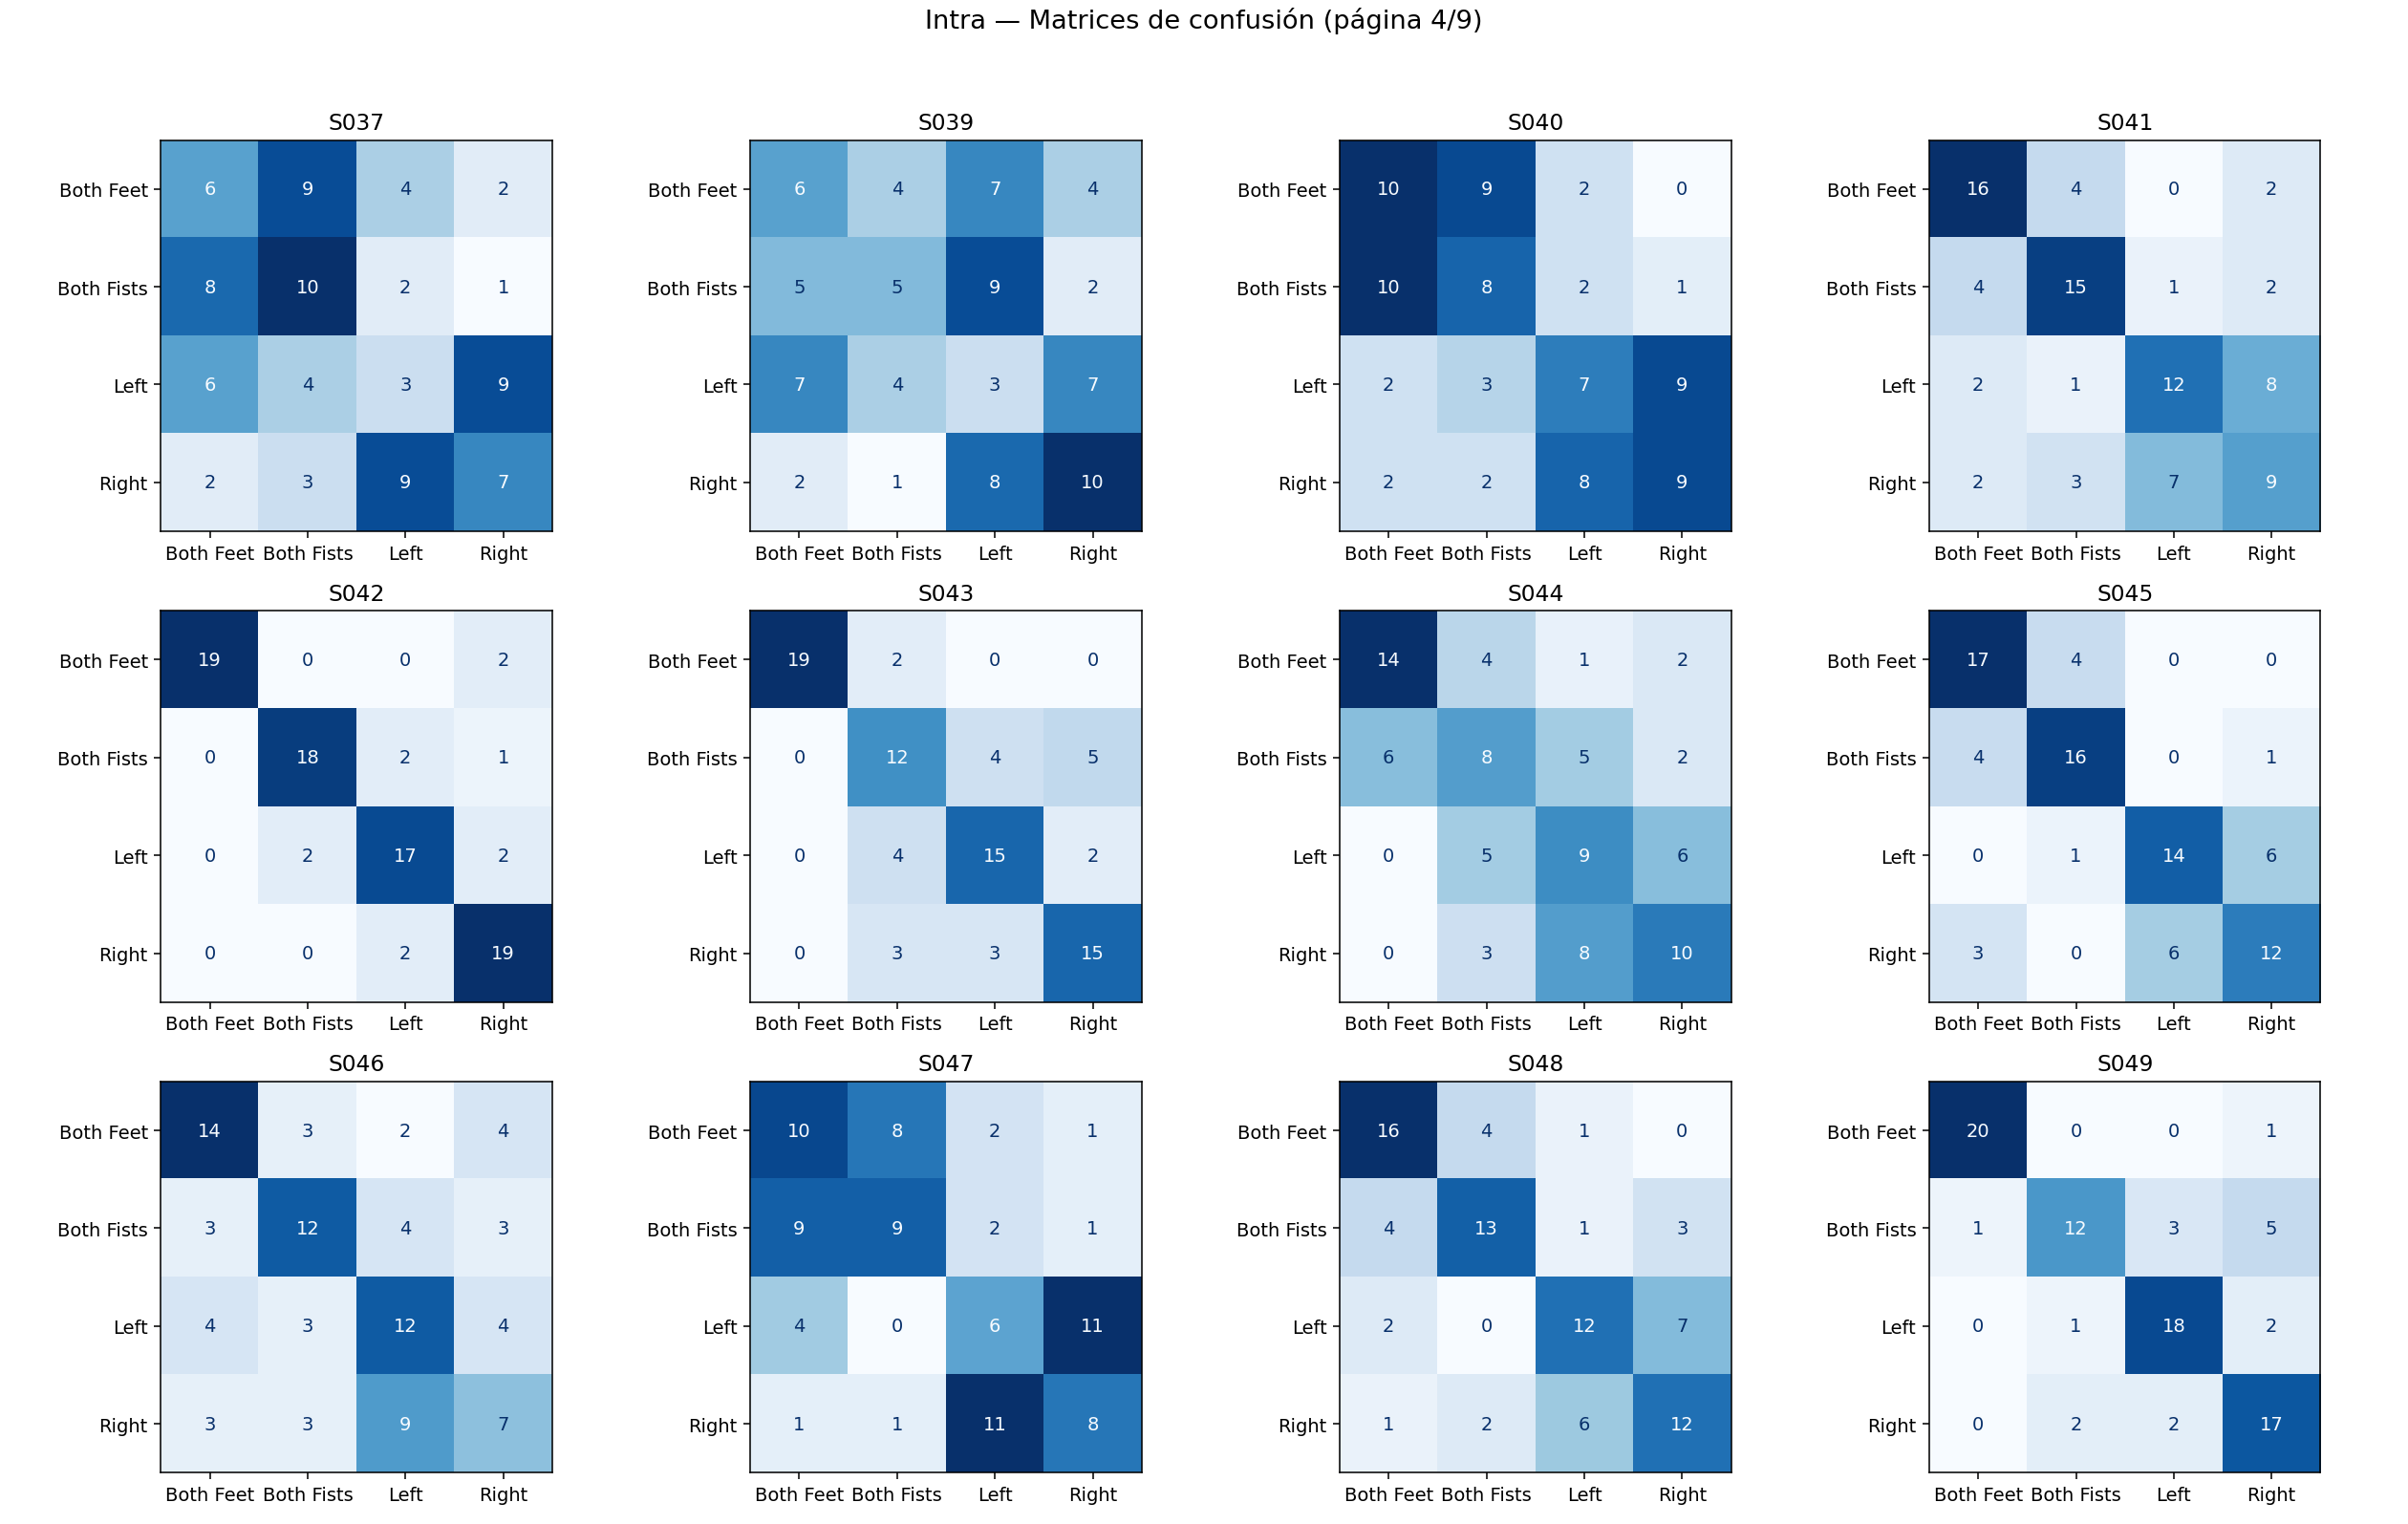 Intra — Matrices de confusión (página 4/9)
S037 S039 S040 S041
Both Feet 6 9 4 2 Both Feet 6 4 7 4 Both Feet 10 9 2 0 Both Feet 16 4 0 2
Both Fists 8 10 2 1 Both Fists 5 5 9 2 Both Fists 10 8 2 1 Both Fists 4 15 1 2
Left 6 4 3 9 Left 7 4 3 7 Left 2 3 7 9 Left 2 1 12 8
Right 2 3 9 7 Right 2 1 8 10 Right 2 2 8 9 Right 2 3 7 9
Both Feet Both Fists Left Right Both Feet Both Fists Left Right Both Feet Both Fists Left Right Both Feet Both Fists Left Right
S042 S043 S044 S045
Both Feet 19 0 0 2 Both Feet 19 2 0 0 Both Feet 14 4 1 2 Both Feet 17 4 0 0
Both Fists 0 18 2 1 Both Fists 0 12 4 5 Both Fists 6 8 5 2 Both Fists 4 16 0 1
Left 0 2 17 2 Left 0 4 15 2 Left 0 5 9 6 Left 0 1 14 6
Right 0 0 2 19 Right 0 3 3 15 Right 0 3 8 10 Right 3 0 6 12
Both Feet Both Fists Left Right Both Feet Both Fists Left Right Both Feet Both Fists Left Right Both Feet Both Fists Left Right
S046 S047 S048 S049
Both Feet 14 3 2 4 Both Feet 10 8 2 1 Both Feet 16 4 1 0 Both Feet 20 0 0 1
Both Fists 3 12 4 3 Both Fists 9 9 2 1 Both Fists 4 13 1 3 Both Fists 1 12 3 5
Left 4 3 12 4 Left 4 0 6 11 Left 2 0 12 7 Left 0 1 18 2
Right 3 3 9 7 Right 1 1 11 8 Right 1 2 6 12 Right 0 2 2 17
Both Feet Both Fists Left Right Both Feet Both Fists Left Right Both Feet Both Fists Left Right Both Feet Both Fists Left Right